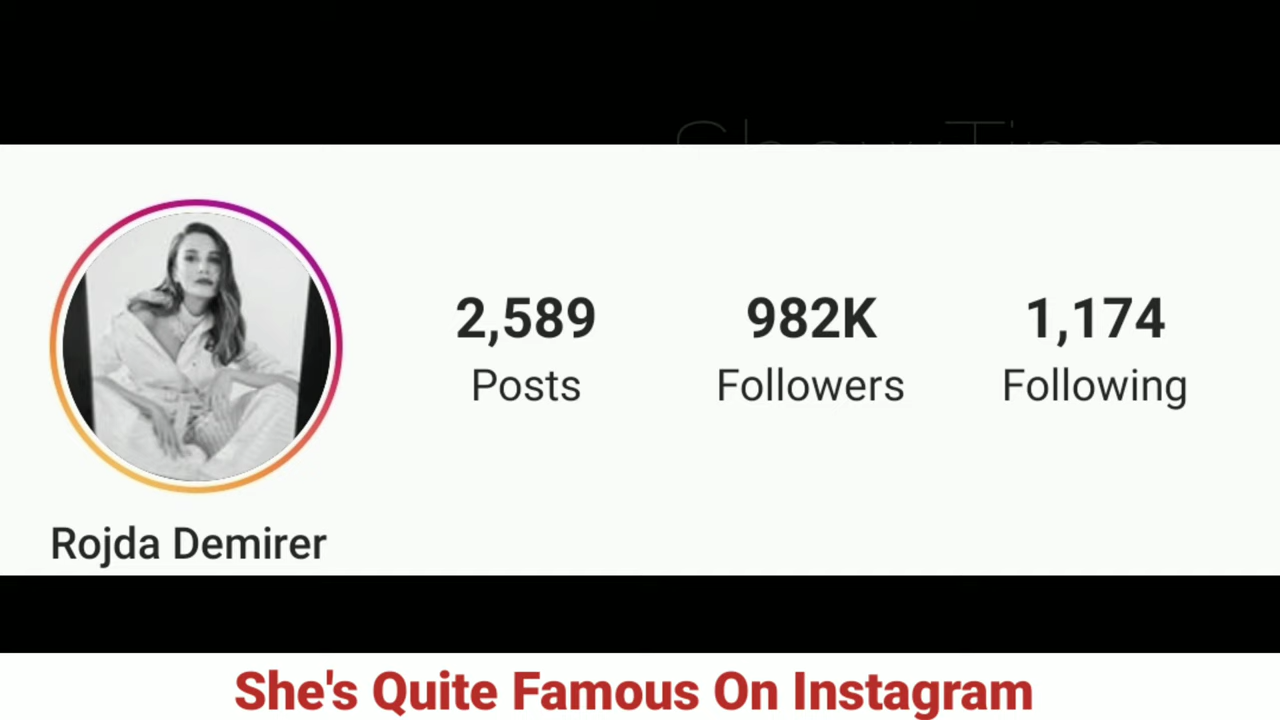 2,589 982K 1,174
Posts Followers Following
Rojda Demirer
She's Quite Famous On Instagram